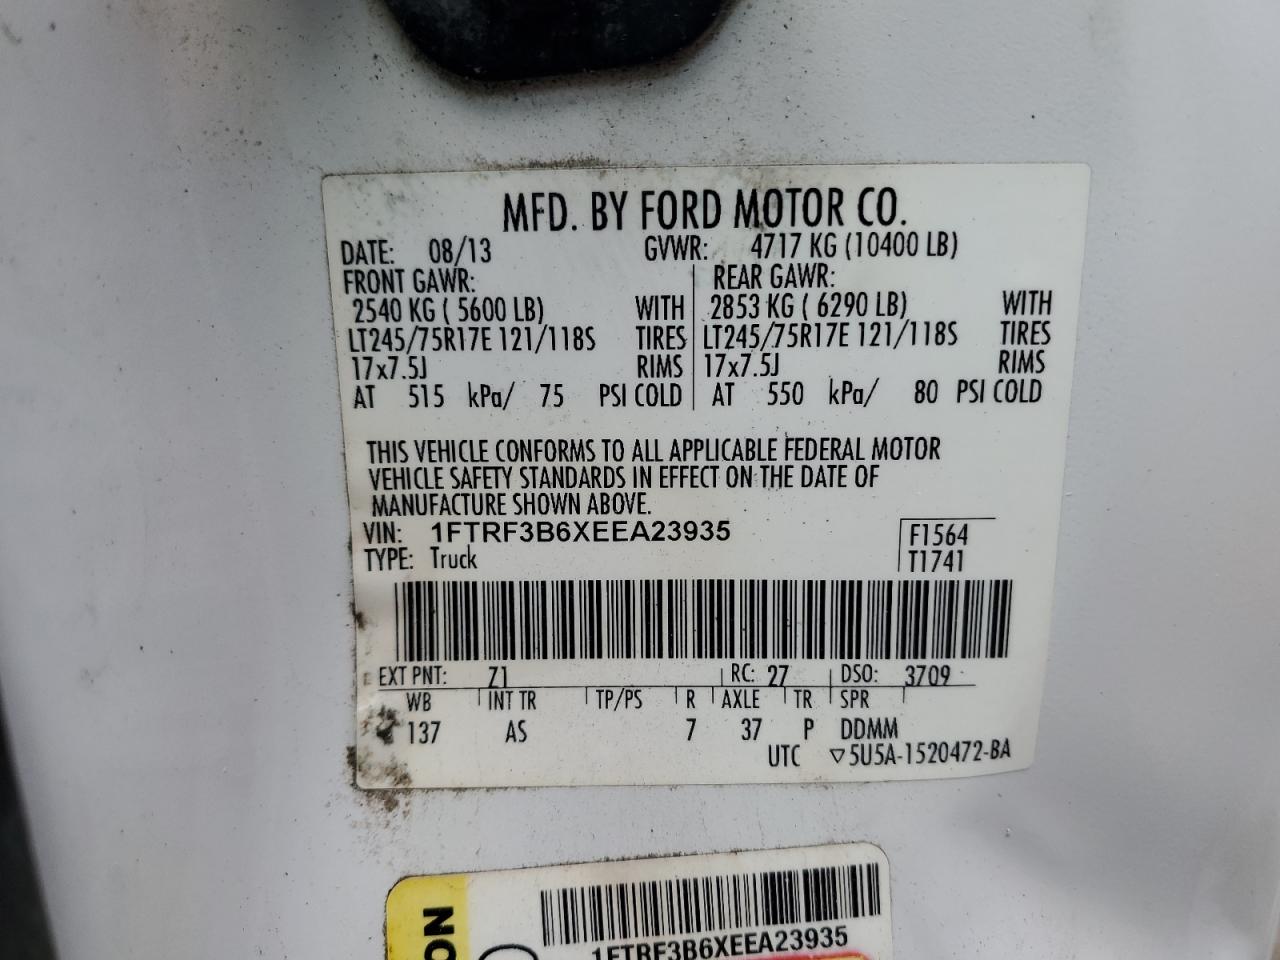 MFD. BY FORD MOTOR CO.
DATE: 08/13 GVWR: 4717 KG (10400 LB)
FRONT GAWR: REAR GAWR:
2540 KG ( 5600 LB) WITH 2853 KG ( 6290 LB) WITH
LT245/75R17E 121/118S TIRES LT245/75R17E 121/118S TIRES
17x7.5J RIMS 17x7.5J RIMS
AT 515 kPa/ 75 PSI COLD AT 550 kPa/ 80 PSI COLD
THIS VEHICLE CONFORMS TO ALL APPLICABLE FEDERAL MOTOR
VEHICLE SAFETY STANDARDS IN EFFECT ON THE DATE OF
MANUFACTURE SHOWN ABOVE.
VIN: 1FTRF3B6XEEA23935 F1564
TYPE: Truck T1741
EXT PNT: Z1 RC: 27 DSO: 3709
WB INT TR TP/PS R AXLE TR SPR
137 AS 7 37 P DDMM
UTC ▽5U5A-1520472-BA
1FTRF3B6XEEA23935